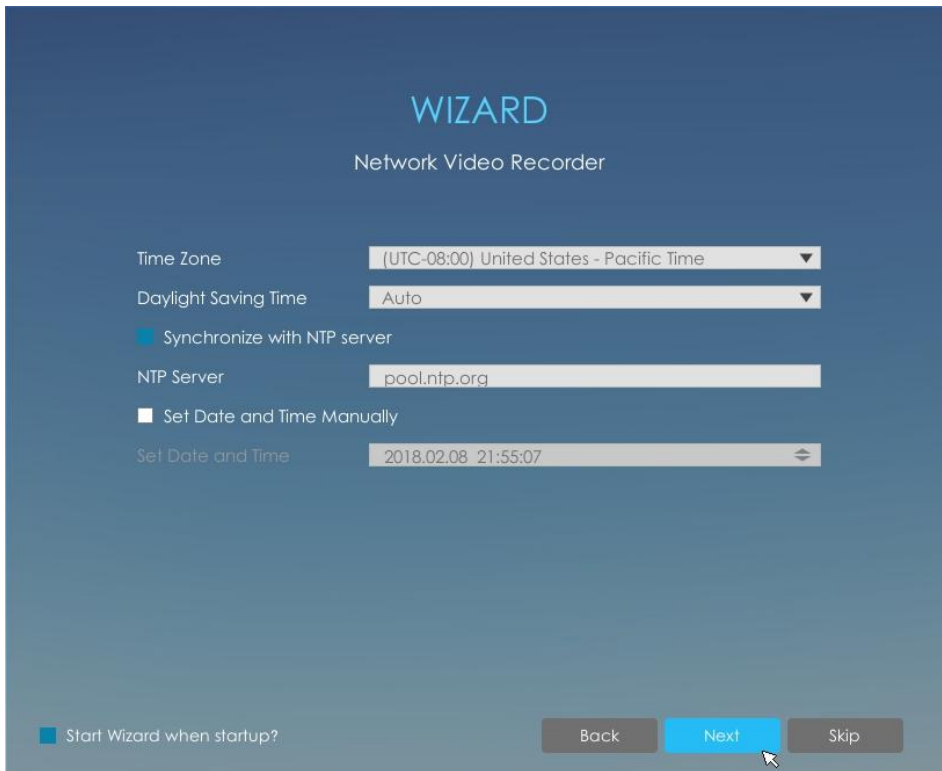 WIZARD
Network Video Recorder
Time Zone (UTC-08:00) United States - Pacific Time
Daylight Saving Time Auto
Synchronize with NTP server
NTP Server pool.ntp.org
Set Date and Time Manually
Set Date and Time 2018.02.08 21:55:07
Start Wizard when startup? Back Next Skip